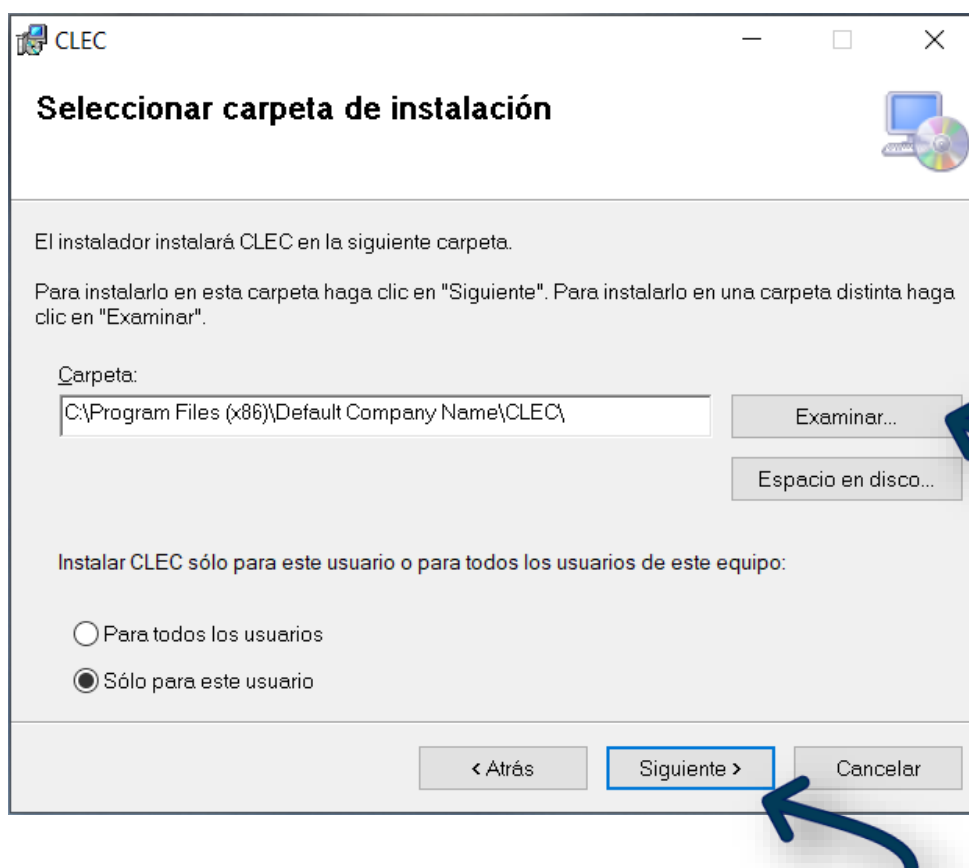 CLEC
Seleccionar carpeta de instalación
El instalador instalará CLEC en la siguiente carpeta.
Para instalarlo en esta carpeta haga clic en "Siguiente". Para instalarlo en una carpeta distinta haga
clic en "Examinar".
Carpeta:
C:\Program Files (x86)\Default Company Name\CLEC\
Examinar...
Espacio en disco...
Instalar CLEC sólo para este usuario o para todos los usuarios de este equipo:
Para todos los usuarios
Sólo para este usuario
< Atrás
Siguiente >
Cancelar